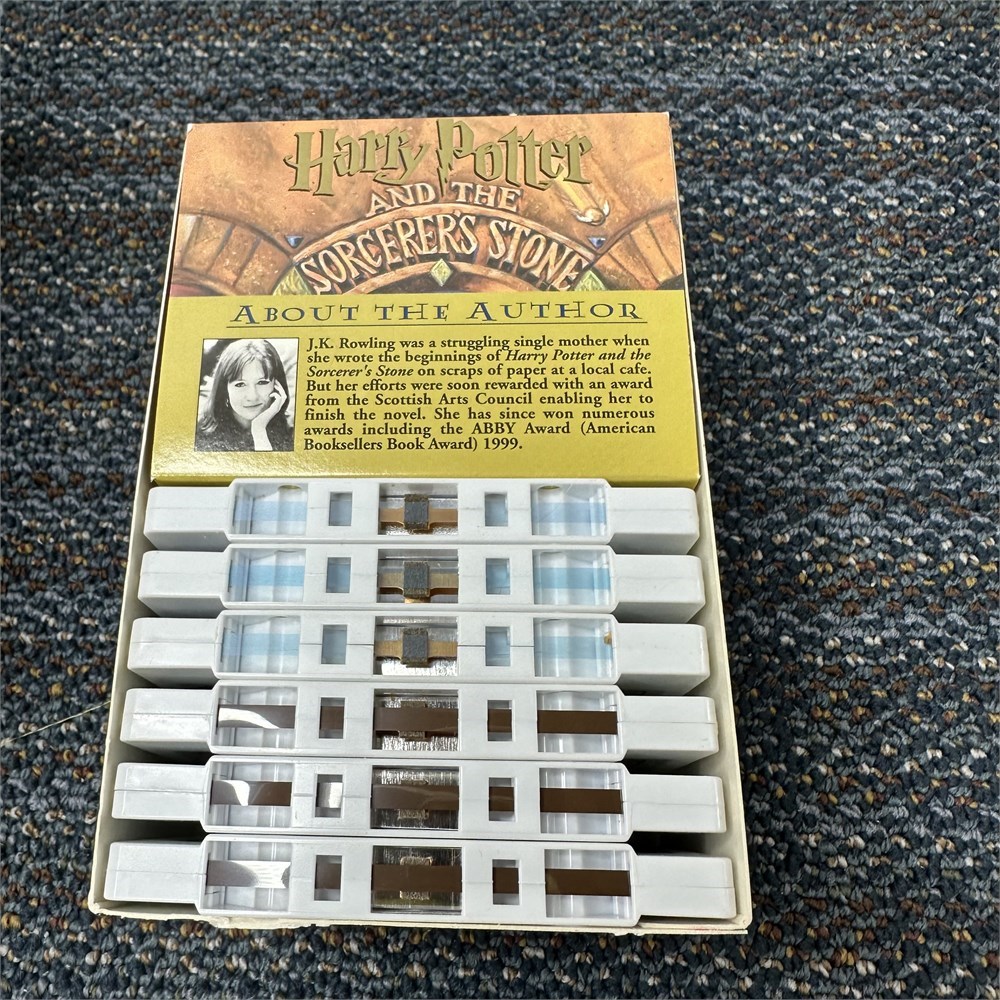 Harry Potter
AND THE
SORCERER'S STONE
ABOUT THE AUTHOR
J.K. Rowling was a struggling single mother when
she wrote the beginnings of Harry Potter and the
Sorcerer's Stone on scraps of paper at a local cafe.
But her efforts were soon rewarded with an award
from the Scottish Arts Council enabling her to
finish the novel. She has since won numerous
awards including the ABBY Award (American
Booksellers Book Award) 1999.